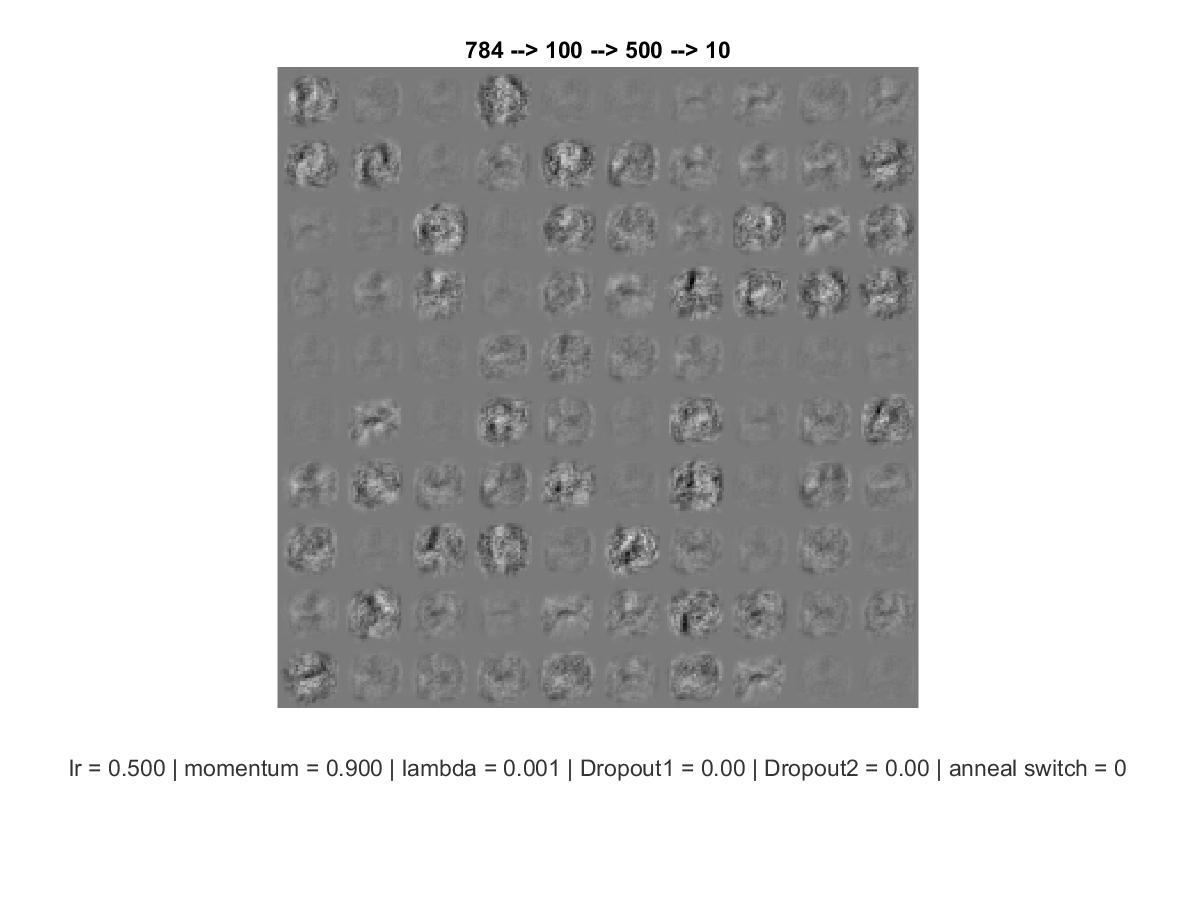 784 --> 100 --> 500 --> 10
lr = 0.500 | momentum = 0.900 | lambda = 0.001 | Dropout1 = 0.00 | Dropout2 = 0.00 | anneal switch = 0